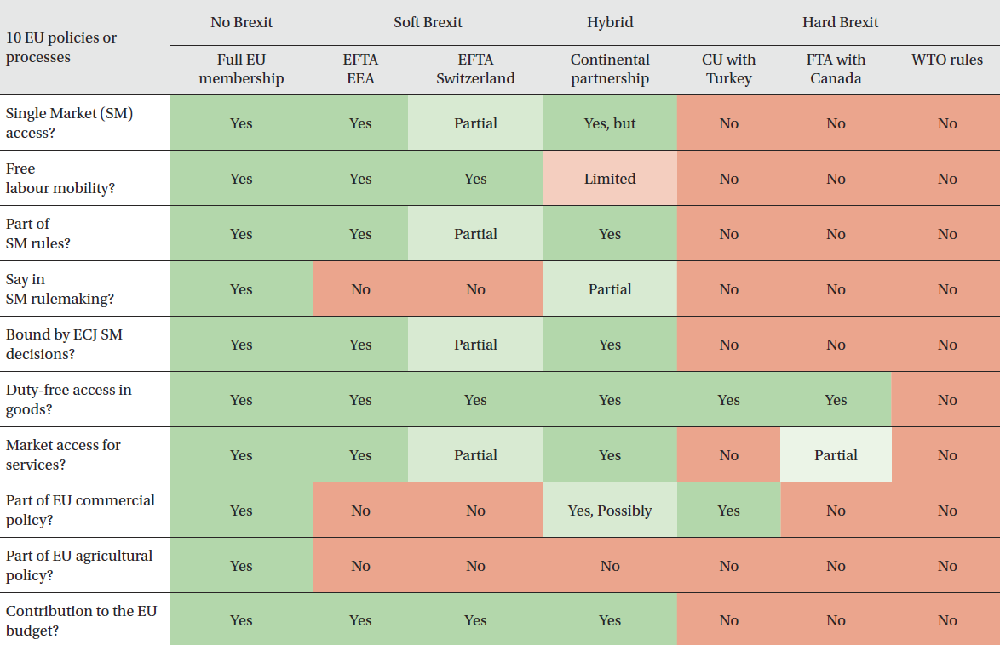 No Brexit Soft Brexit Hybrid Hard Brexit
10 EU policies or
processes
Full EU EFTA EFTA Continental CU with FTA with WTO rules
membership EEA Switzerland partnership Turkey Canada
Single Market (SM)
access?
Yes Yes Partial Yes, but No No No
Free
labour mobility?
Yes Yes Yes Limited No No No
Part of
SM rules?
Yes Yes Partial Yes No No No
Say in
SM rulemaking?
Yes No No Partial No No No
Bound by ECJ SM
decisions?
Yes Yes Partial Yes No No No
Duty-free access in
goods?
Yes Yes Yes Yes Yes Yes No
Market access for
services?
Yes Yes Partial Yes No Partial No
Part of EU commercial
policy?
Yes No No Yes, Possibly Yes No No
Part of EU agricultural
policy?
Yes No No No No No No
Contribution to the EU
budget?
Yes Yes Yes Yes No No No